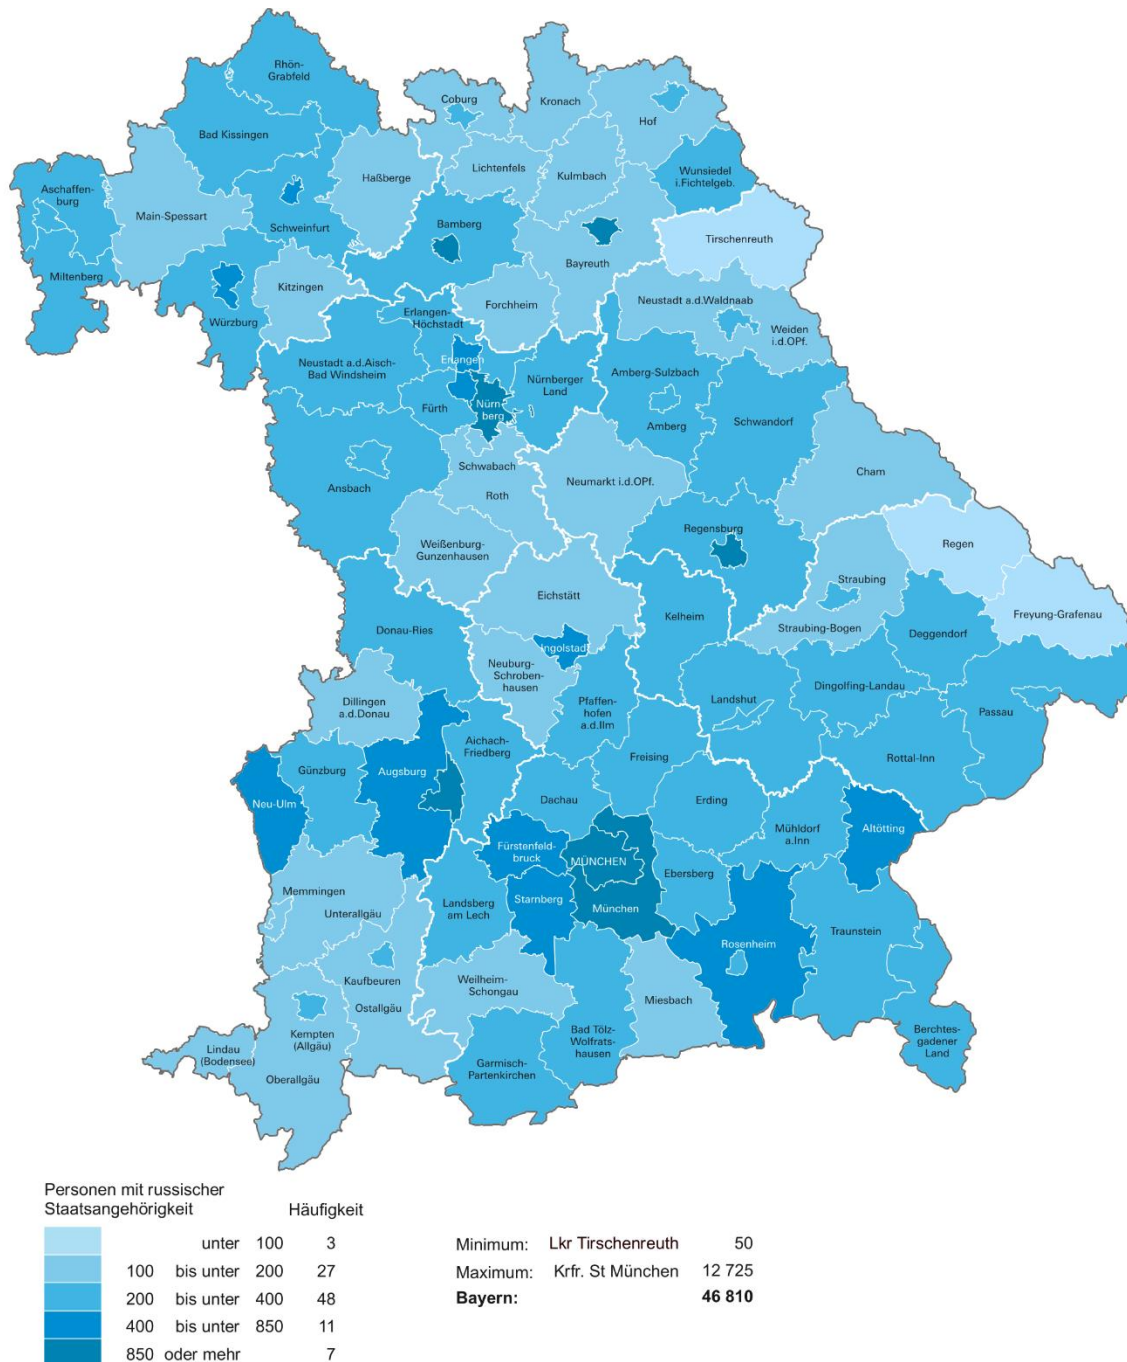 Rhön-
Grabfeld
Coburg
Kronach
Hof
Bad Kissingen
Lichtenfels
Kulmbach
Wunsiedel
i.Fichtelgeb.
Haßberge
Aschaffen-
burg
Main-Spessart
Schweinfurt
Bamberg
Tirschenreuth
Bayreuth
Miltenberg
Kitzingen
Forchheim
Neustadt a.d.Waldnaab
Würzburg
Erlangen-
Höchstadt
Weiden
i.d.OPf.
Erlangen
Neustadt a.d.Aisch-
Bad Windsheim
Nürnberger
Land
Amberg-Sulzbach
Fürth
Nürn-
berg
Amberg
Schwandorf
Schwabach
Cham
Ansbach
Roth
Neumarkt i.d.OPf.
Regensburg
Weißenburg-
Gunzenhausen
Regen
Straubing
Eichstätt
Kelheim
Freyung-Grafenau
Donau-Ries
Straubing-Bogen
Deggendorf
Ingolstadt
Neuburg-
Schroben-
hausen
Dingolfing-Landau
Dillingen
a.d.Donau
Landshut
Pfaffen-
hofen
a.d.Ilm
Passau
Aichach-
Friedberg
Freising
Rottal-Inn
Günzburg
Augsburg
Neu-Ulm
Dachau
Erding
Mühldorf
a.Inn
Altötting
Fürstenfeld-
bruck
MÜNCHEN
Ebersberg
Memmingen
Unterallgäu
Landsberg
am Lech
Starnberg
München
Rosenheim
Traunstein
Kaufbeuren
Weilheim-
Schongau
Miesbach
Ostallgäu
Kempten
(Allgäu)
Bad Tölz-
Wolfrats-
hausen
Berchtes-
gadener
Land
Lindau
(Bodensee)
Garmisch-
Partenkirchen
Oberallgäu
Personen mit russischer
Staatsangehörigkeit Häufigkeit
unter 100 3
100 bis unter 200 27
200 bis unter 400 48
400 bis unter 850 11
850 oder mehr 7
Minimum: Lkr Tirschenreuth 50
Maximum: Krfr. St München 12 725
Bayern: 46 810